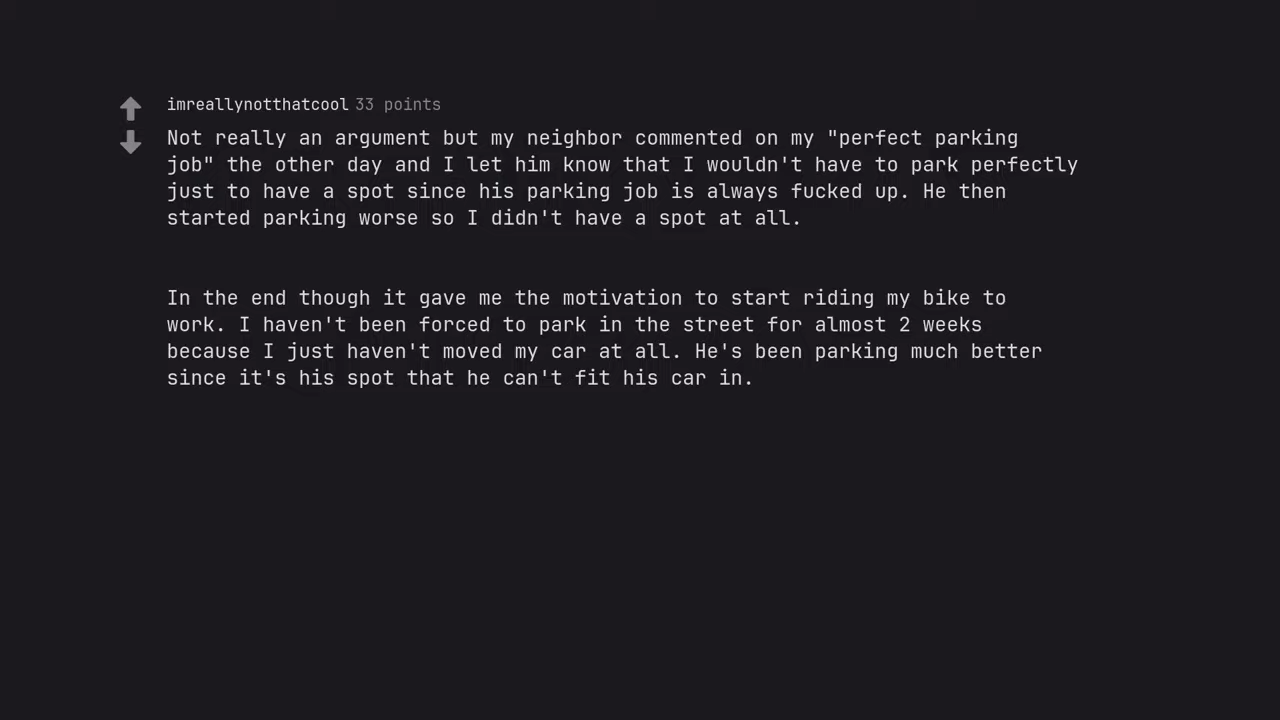 imreallynotthatcool 33 points
Not really an argument but my neighbor commented on my "perfect parking
job" the other day and I let him know that I wouldn't have to park perfectly
just to have a spot since his parking job is always fucked up. He then
started parking worse so I didn't have a spot at all.
In the end though it gave me the motivation to start riding my bike to
work. I haven't been forced to park in the street for almost 2 weeks
because I just haven't moved my car at all. He's been parking much better
since it's his spot that he can't fit his car in.